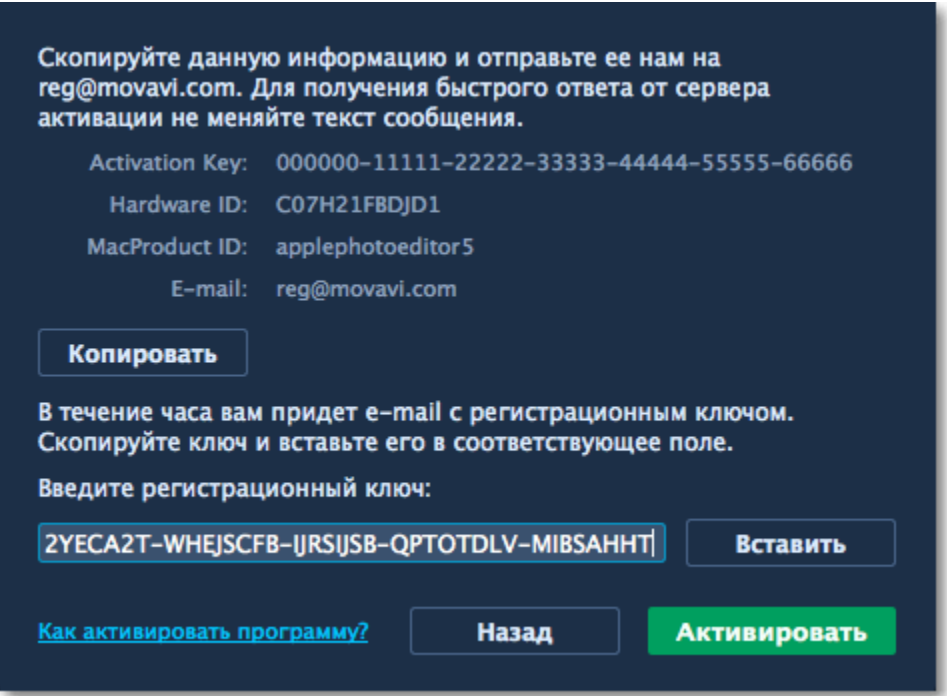 Скопируйте данную информацию и отправьте ее нам на
reg@movavi.com. Для получения быстрого ответа от сервера
активации не меняйте текст сообщения.
Activation Key: 000000-11111-22222-33333-44444-55555-66666
Hardware ID: C07H21FBDJD1
MacProduct ID: applephotoeditor5
E-mail: reg@movavi.com
Копировать
В течение часа вам придет e-mail с регистрационным ключом.
Скопируйте ключ и вставьте его в соответствующее поле.
Введите регистрационный ключ:
2YECA2T-WHEJSCFB-IJRSIJSB-QPTOTDLV-MIBSAHHT Вставить
Как активировать программу? Назад Активировать